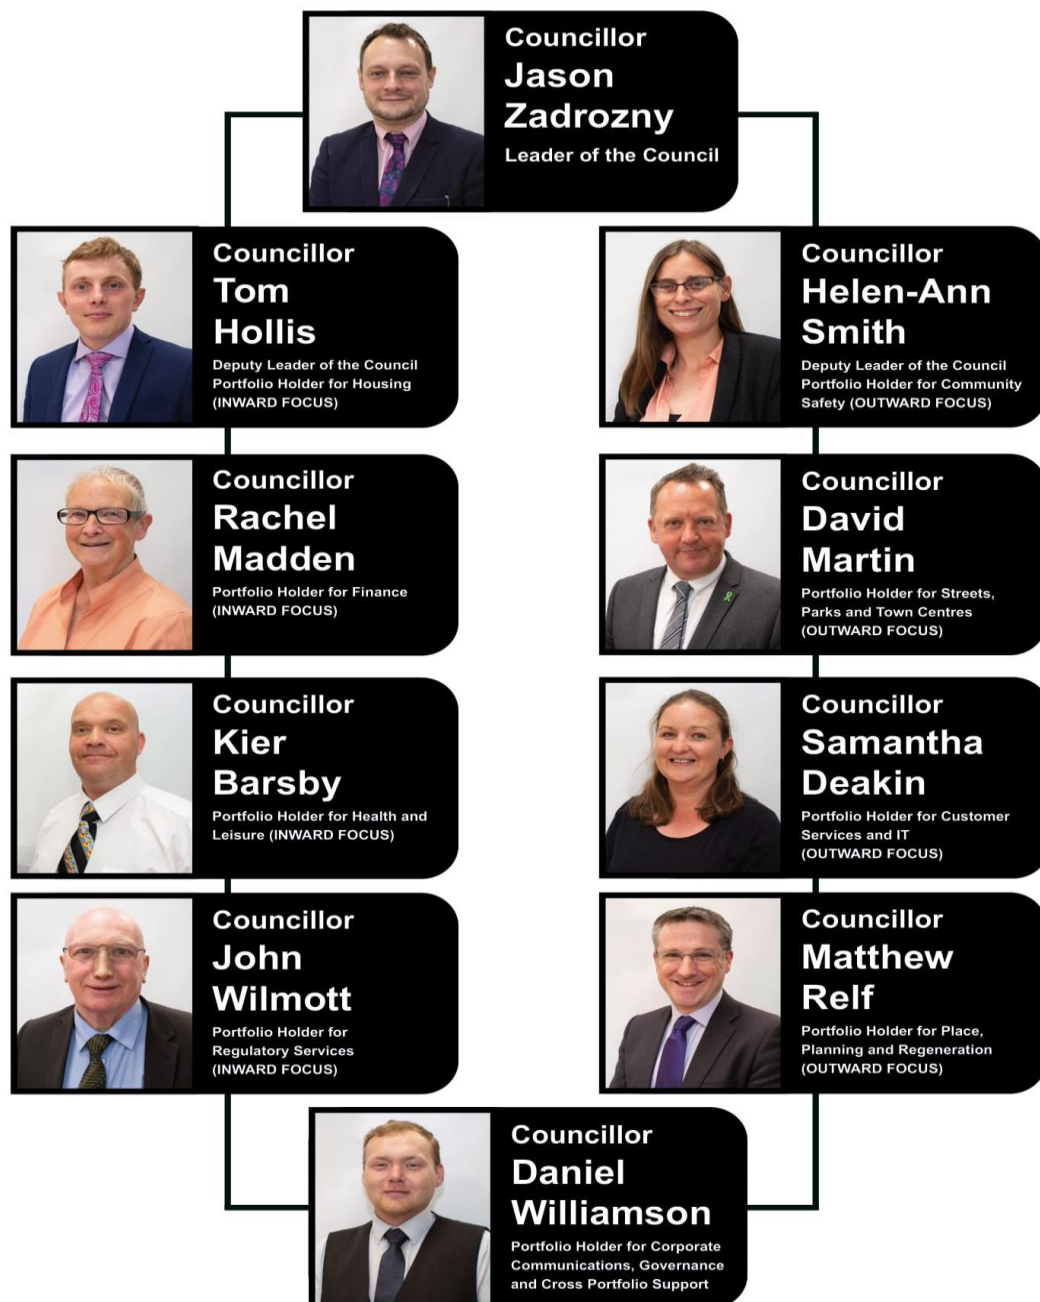 Councillor
Jason
Zadrozny
Leader of the Council
Councillor
Tom
Hollis
Deputy Leader of the Council
Portfolio Holder for Housing
(INWARD FOCUS)
Councillor
Helen-Ann
Smith
Deputy Leader of the Council
Portfolio Holder for Community
Safety (OUTWARD FOCUS)
Councillor
Rachel
Madden
Portfolio Holder for Finance
(INWARD FOCUS)
Councillor
David
Martin
Portfolio Holder for Streets,
Parks and Town Centres
(OUTWARD FOCUS)
Councillor
Kier
Barsby
Portfolio Holder for Health and
Leisure (INWARD FOCUS)
Councillor
Samantha
Deakin
Portfolio Holder for Customer
Services and IT
(OUTWARD FOCUS)
Councillor
John
Wilmott
Portfolio Holder for
Regulatory Services
(INWARD FOCUS)
Councillor
Matthew
Relf
Portfolio Holder for Place,
Planning and Regeneration
(OUTWARD FOCUS)
Councillor
Daniel
Williamson
Portfolio Holder for Corporate
Communications, Governance
and Cross Portfolio Support